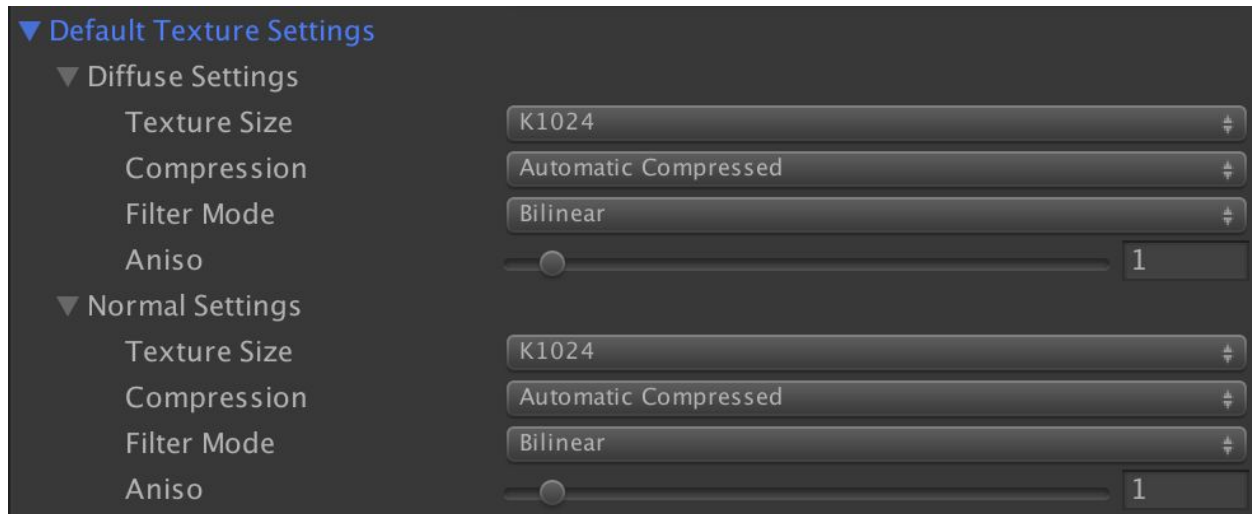 Default Texture Settings
Diffuse Settings
Texture Size K1024
Compression Automatic Compressed
Filter Mode Bilinear
Aniso 1
Normal Settings
Texture Size K1024
Compression Automatic Compressed
Filter Mode Bilinear
Aniso 1